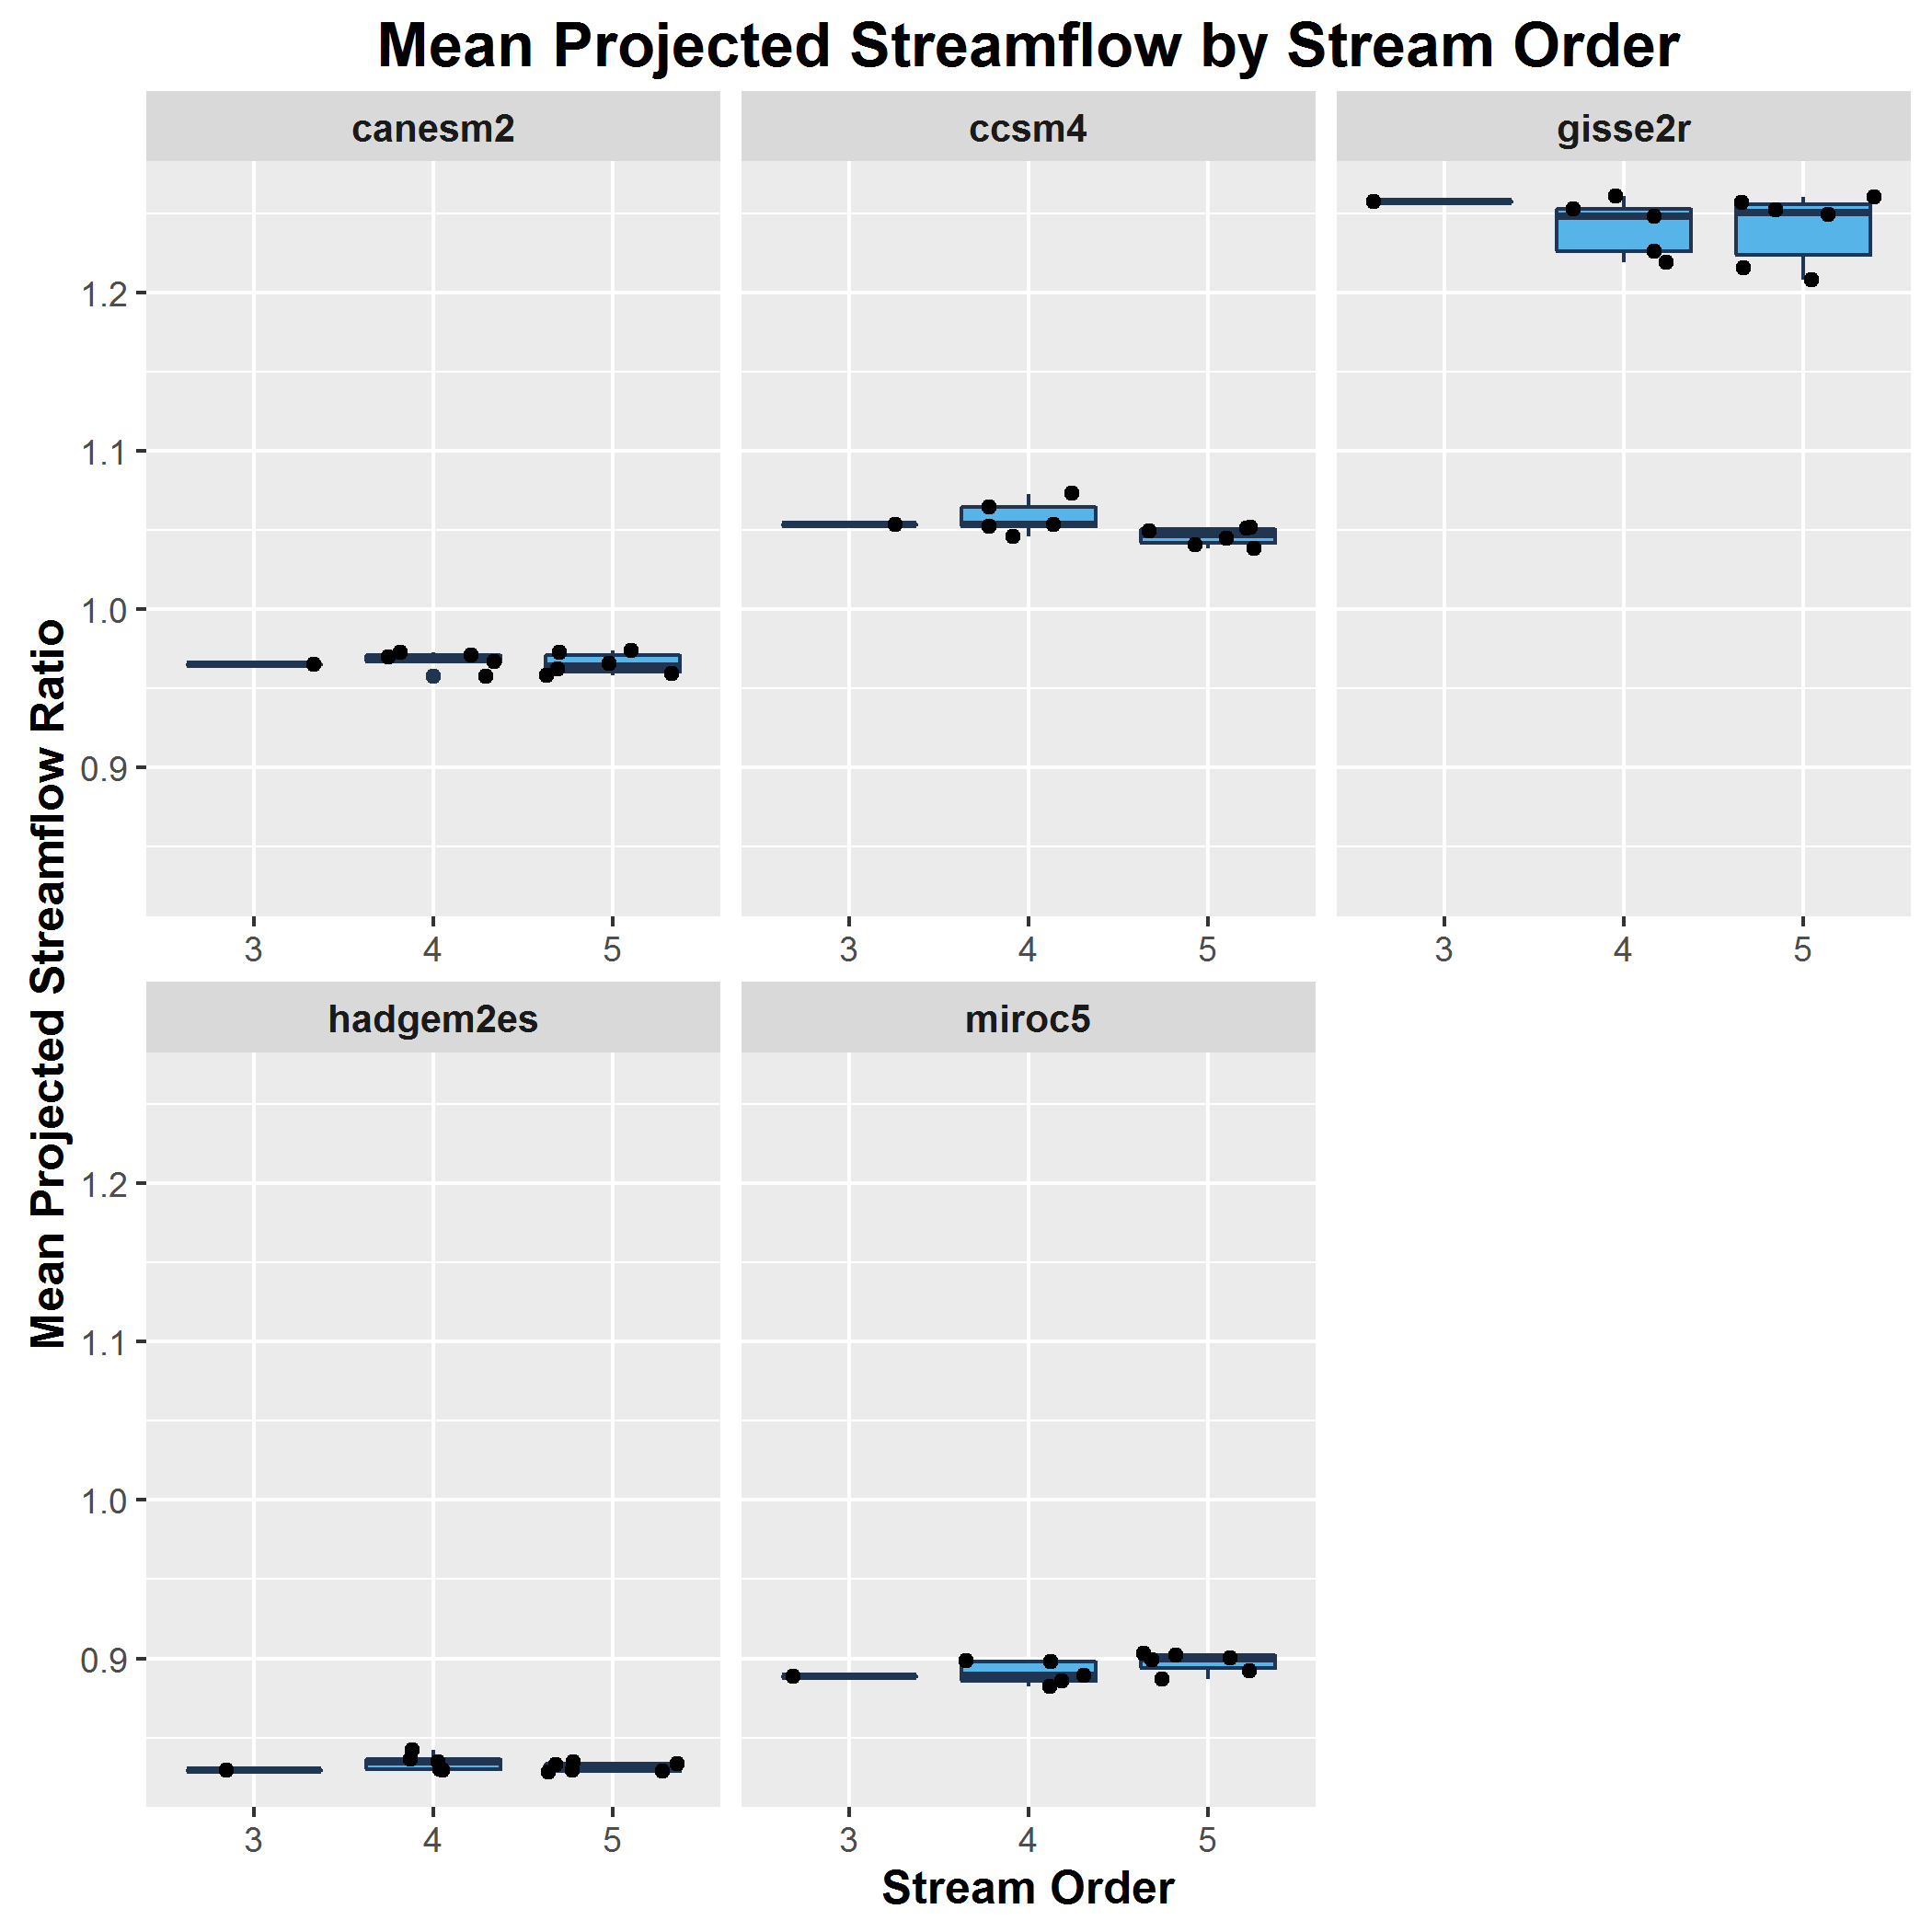 Mean Projected Streamflow by Stream Order
canesm2
ccsm4
gisse2r
1.2
1.1
1.0
0.9
3 4 5
3 4 5
3 4 5
Mean Projected Streamflow Ratio
hadgem2es
miroc5
1.2
1.1
1.0
0.9
3 4 5
3 4 5
Stream Order